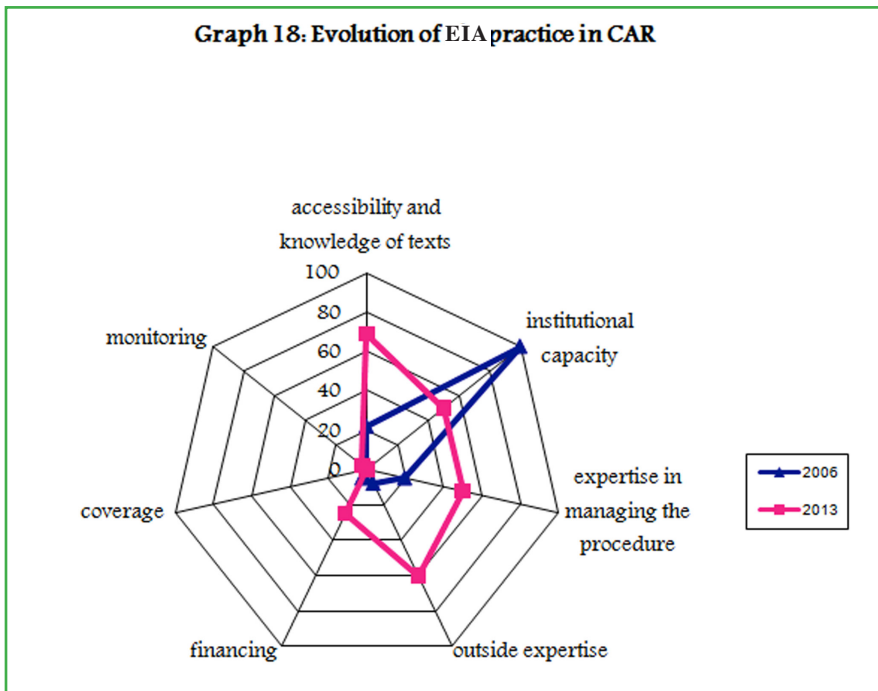 Graph 18: Evolution of EIA practice in CAR
accessibility and
knowledge of texts
100
80
60
40
20
0
institutional
capacity
expertise in
managing the
procedure
outside expertise
financing
coverage
monitoring
2006
2013